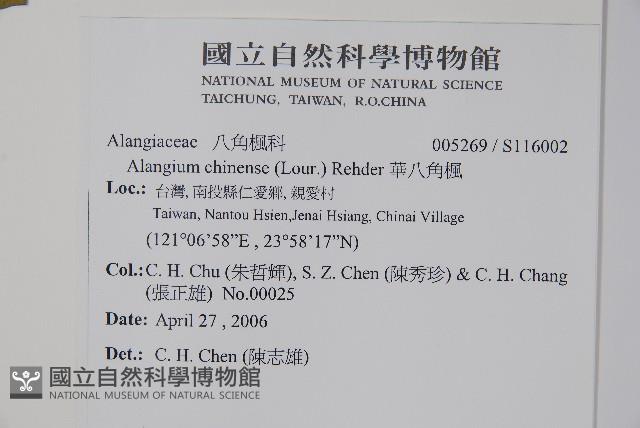 國立自然科學博物館
NATIONAL MUSEUM OF NATURAL SCIENCE
TAICHUNG, TAIWAN, R.O.CHINA
Alangiaceae 八角楓科 005269 / S116002
Alangium chinense (Lour.) Rehder 華八角楓
Loc.: 台灣, 南投縣仁愛鄉, 親愛村
Taiwan, Nantou Hsien,Jenai Hsiang, Chinai Village
(121°06'58”E , 23°58'17”N)
Col.: C. H. Chu (朱哲輝), S. Z. Chen (陳秀珍) & C. H. Chang
(張正雄) No.00025
Date: April 27 , 2006
Det.: C. H. Chen (陳志雄)
國立自然科學博物館
NATIONAL MUSEUM OF NATURAL SCIENCE